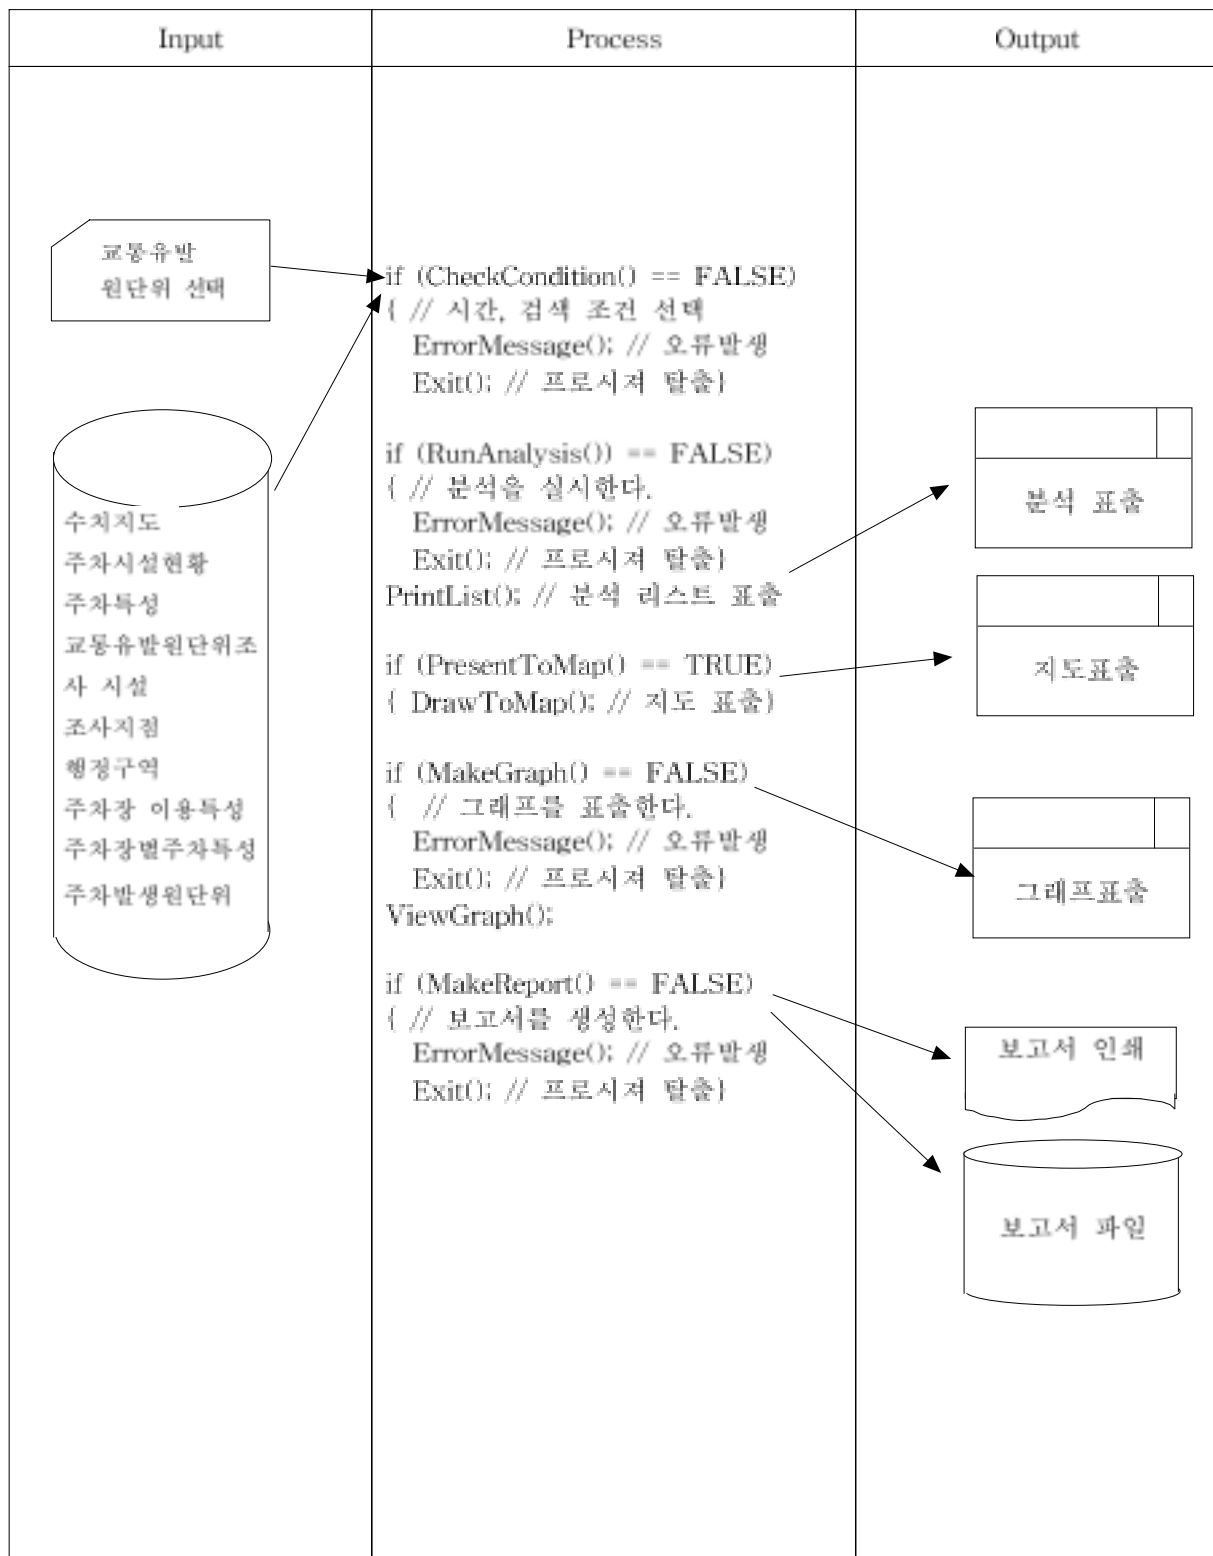 Input
Process
Output
교통유발
원단위 선택
수치지도
주차시설현황
주차특성
교통유발원단위조
사 시설
조사지점
행정구역
주차장 이용특성
주차장별주차특성
주차발생원단위
if (CheckCondition() == FALSE)
{ // 시간, 검색 조건 선택
ErrorMessage(); // 오류발생
Exit(); // 프로시져 탈출}
if (RunAnalysis()) == FALSE)
{ // 분석을 실시한다.
ErrorMessage(); // 오류발생
Exit(); // 프로시져 탈출}
PrintList(); // 분석 리스트 표출
if (PresentToMap() == TRUE)
{ DrawToMap(); // 지도 표출}
if (MakeGraph() == FALSE)
{ // 그래프를 표출한다.
ErrorMessage(); // 오류발생
Exit(); // 프로시져 탈출}
ViewGraph();
if (MakeReport() == FALSE)
{ // 보고서를 생성한다.
ErrorMessage(); // 오류발생
Exit(); // 프로시져 탈출}
분석 표출
지도표출
그래프표출
보고서 인쇄
보고서 파일